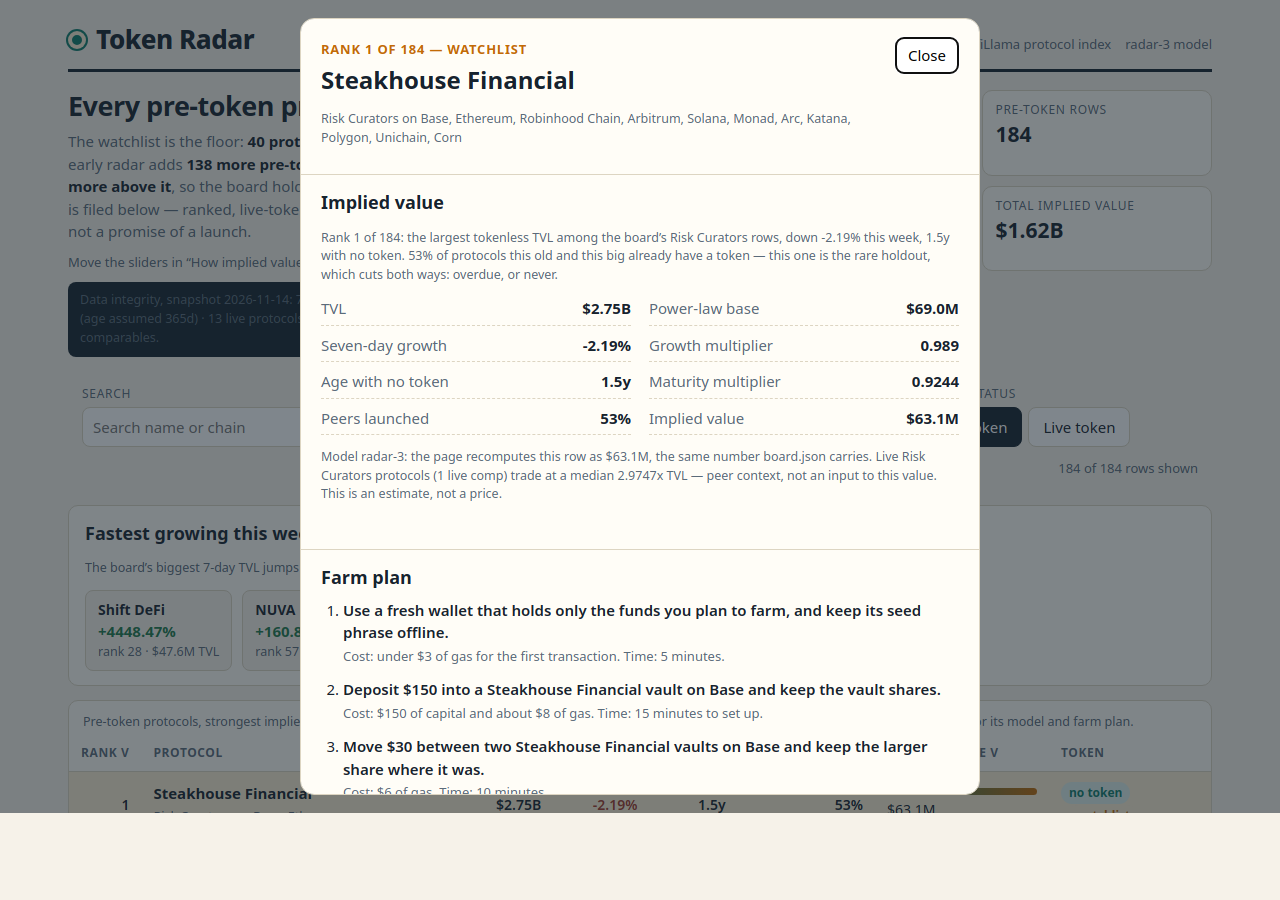 Token Radar
Llama protocol index radar-3 model
Every pre-token
The watchlist is the floor: 40
early radar adds 138 more
more above it, so the board
is filed below — ranked,
not a promise of a launch.
Move the sliders in “How implied
Data integrity, snapshot 2026-11-14:
(age assumed 365d) · 13 live protocols
comparables.
PRE-TOKEN ROWS
184
TOTAL IMPLIED VALUE
$1.62B
SEARCH
Search name or chain
Live token
184 of 184 rows shown
Fastest growing this
The board’s biggest 7-day TVL jumps
Shift DeFi
+4448.47%
rank 28 · $47.6M TVL
NUVA
rank 57
Pre-token protocols, strongest
or its model and farm plan.
RANK V PROTOCOL
TOKEN
1 Steakhouse Financial $2.75B -2.19% 1.5y 53% $63.1M no token
RANK 1 OF 184 — WATCHLIST
Close
Steakhouse Financial
Risk Curators on Base, Ethereum, Robinhood Chain, Arbitrum, Solana, Monad, Arc, Katana,
Polygon, Unichain, Corn
Implied value
Rank 1 of 184: the largest tokenless TVL among the board’s Risk Curators rows, down -2.19% this week, 1.5y
with no token. 53% of protocols this old and this big already have a token — this one is the rare holdout,
which cuts both ways: overdue, or never.
TVL $2.75B Power-law base $69.0M
Seven-day growth -2.19% Growth multiplier 0.989
Age with no token 1.5y Maturity multiplier 0.9244
Peers launched 53% Implied value $63.1M
Model radar-3: the page recomputes this row as $63.1M, the same number board.json carries. Live Risk
Curators protocols (1 live comp) trade at a median 2.9747x TVL — peer context, not an input to this value.
This is an estimate, not a price.
Farm plan
1. Use a fresh wallet that holds only the funds you plan to farm, and keep its seed
phrase offline.
Cost: under $3 of gas for the first transaction. Time: 5 minutes.
2. Deposit $150 into a Steakhouse Financial vault on Base and keep the vault shares.
Cost: $150 of capital and about $8 of gas. Time: 15 minutes to set up.
3. Move $30 between two Steakhouse Financial vaults on Base and keep the larger
share where it was.
Cost: $6 of gas. Time: 10 minutes.